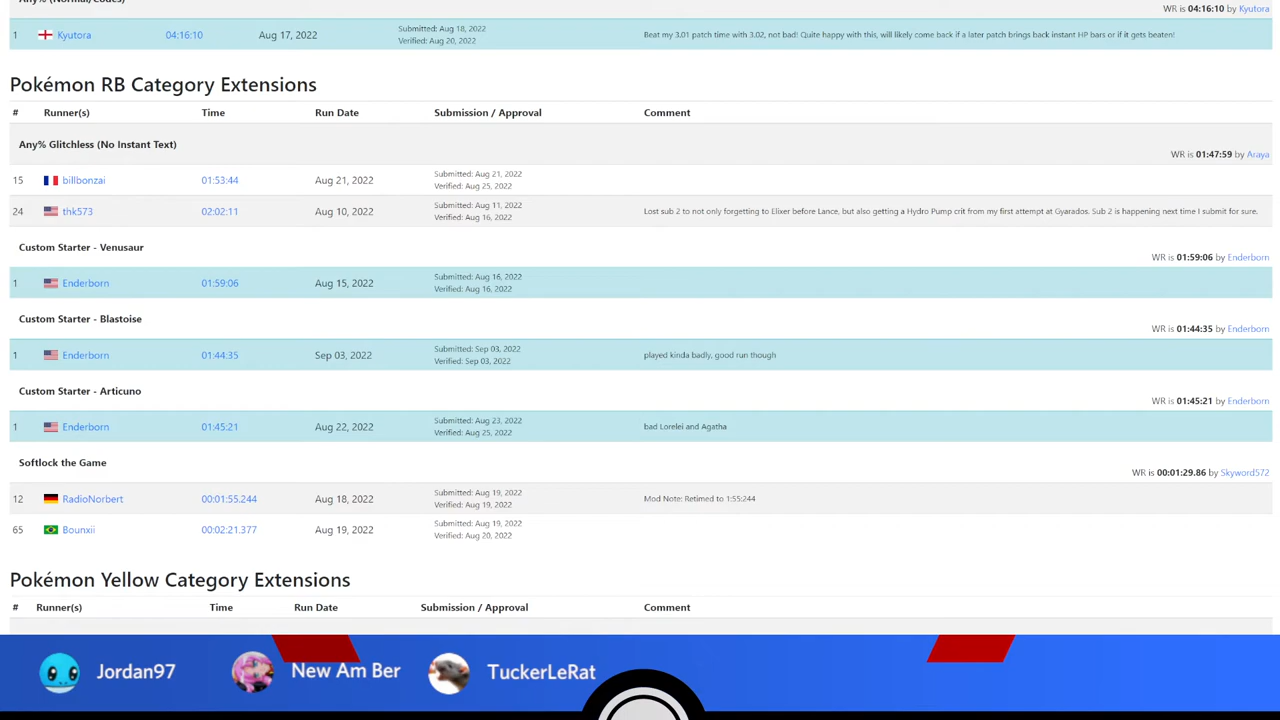 Any% (Normal/Codes)
WR is 04:16:10 by Kyutora
1 Kyutora 04:16:10 Aug 17, 2022 Submitted: Aug 18, 2022 Beat my 3.01 patch time with 3.02, not bad! Quite happy with this, will likely come back if a later patch brings back instant HP bars or if it gets beaten!
Verified: Aug 20, 2022
Pokémon RB Category Extensions
# Runner(s) Time Run Date Submission / Approval Comment
Any% Glitchless (No Instant Text)
WR is 01:47:59 by Araya
15 billbonzai 01:53:44 Aug 21, 2022 Submitted: Aug 21, 2022
Verified: Aug 25, 2022
24 thk573 02:02:11 Aug 10, 2022 Submitted: Aug 11, 2022 Lost sub 2 to not only forgetting to Elixer before Lance, but also getting a Hydro Pump crit from my first attempt at Gyarados. Sub 2 is happening next time I submit for sure.
Verified: Aug 16, 2022
Custom Starter - Venusaur
WR is 01:59:06 by Enderborn
1 Enderborn 01:59:06 Aug 15, 2022 Submitted: Aug 16, 2022
Verified: Aug 16, 2022
Custom Starter - Blastoise
WR is 01:44:35 by Enderborn
1 Enderborn 01:44:35 Sep 03, 2022 Submitted: Sep 03, 2022 played kinda badly, good run though
Verified: Sep 03, 2022
Custom Starter - Articuno
WR is 01:45:21 by Enderborn
1 Enderborn 01:45:21 Aug 22, 2022 Submitted: Aug 23, 2022 bad Lorelei and Agatha
Verified: Aug 25, 2022
Softlock the Game
WR is 00:01:29.86 by Skyword572
12 RadioNorbert 00:01:55.244 Aug 18, 2022 Submitted: Aug 19, 2022 Mod Note: Retimed to 1:55:244
Verified: Aug 19, 2022
65 Bounxii 00:02:21.377 Aug 19, 2022 Submitted: Aug 19, 2022
Verified: Aug 20, 2022
Pokémon Yellow Category Extensions
# Runner(s) Time Run Date Submission / Approval Comment
Jordan97 New Am Ber TuckerLeRat